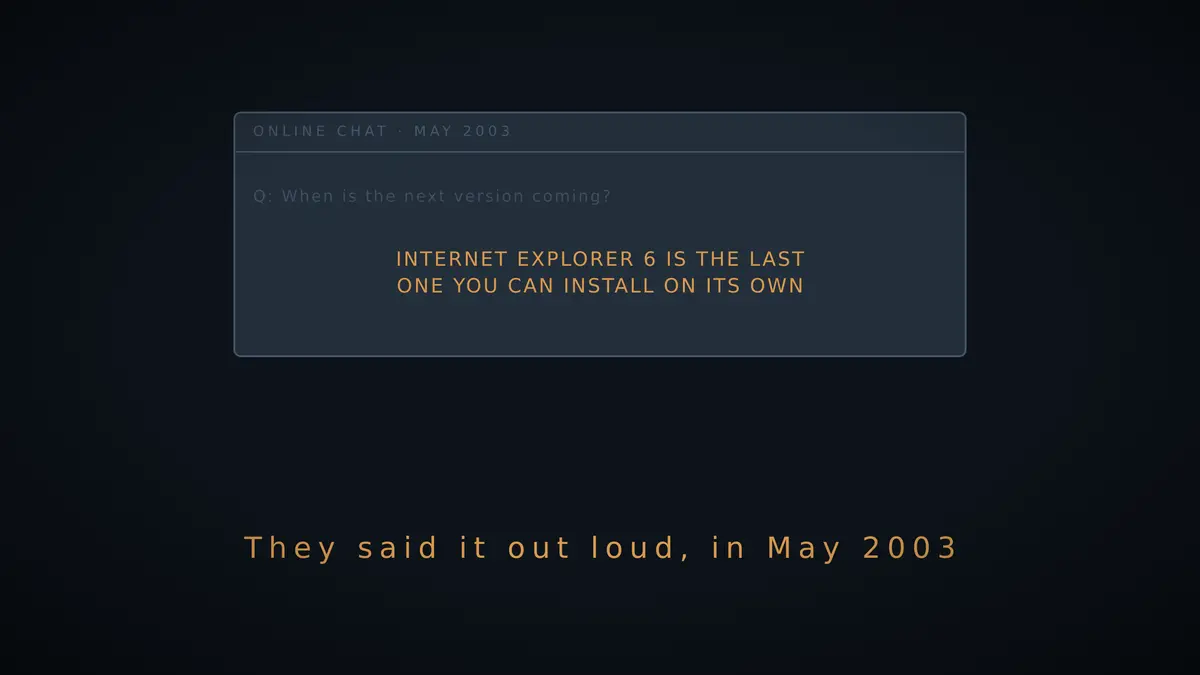 ONLINE CHAT · MAY 2003
Q: When is the next version coming?
INTERNET EXPLORER 6 IS THE LAST
ONE YOU CAN INSTALL ON ITS OWN
They said it out loud, in May 2003